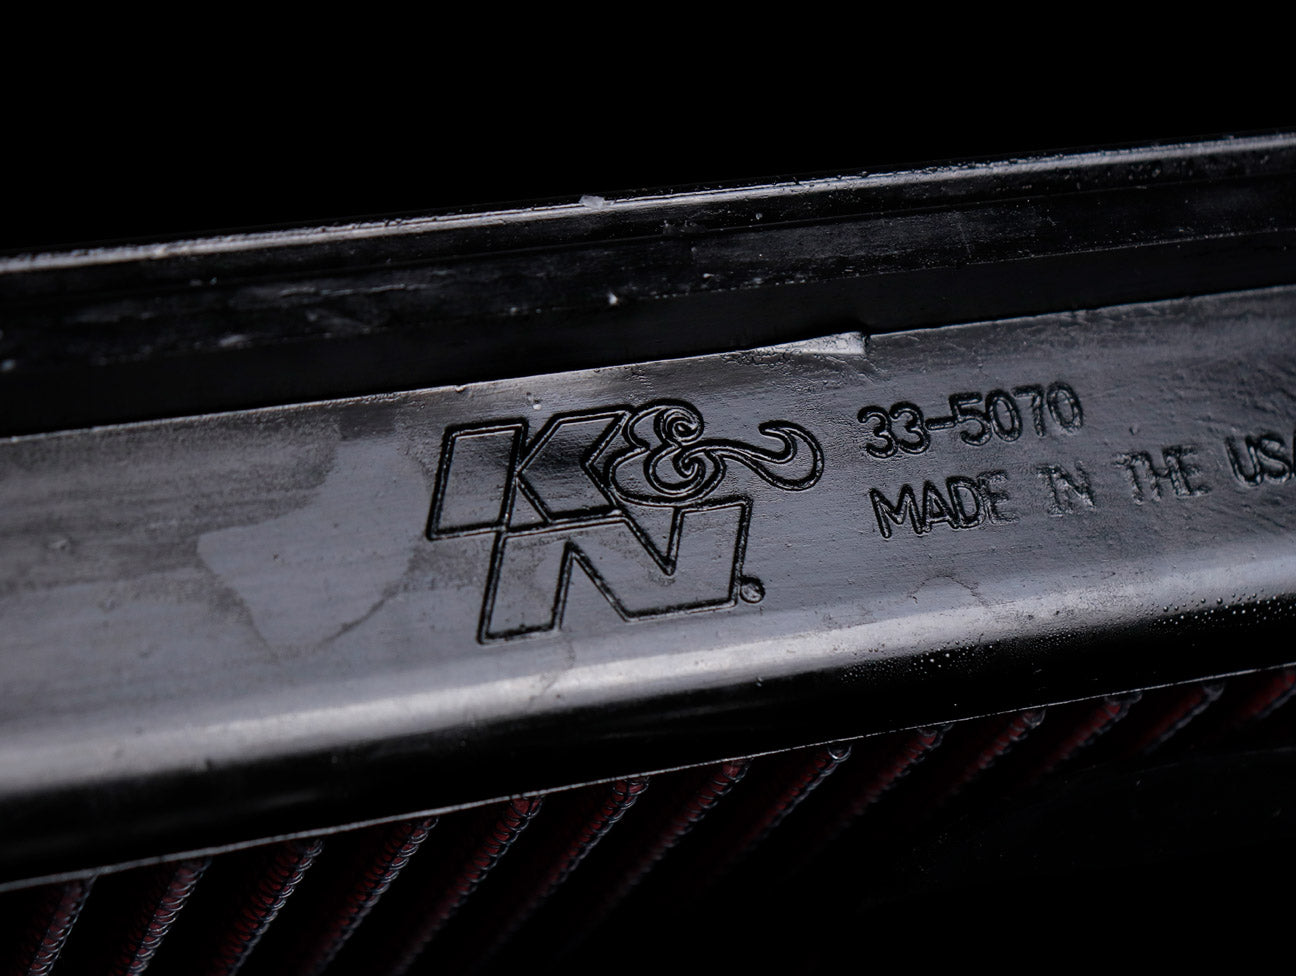 K&N.
33-5070
MADE IN THE USA